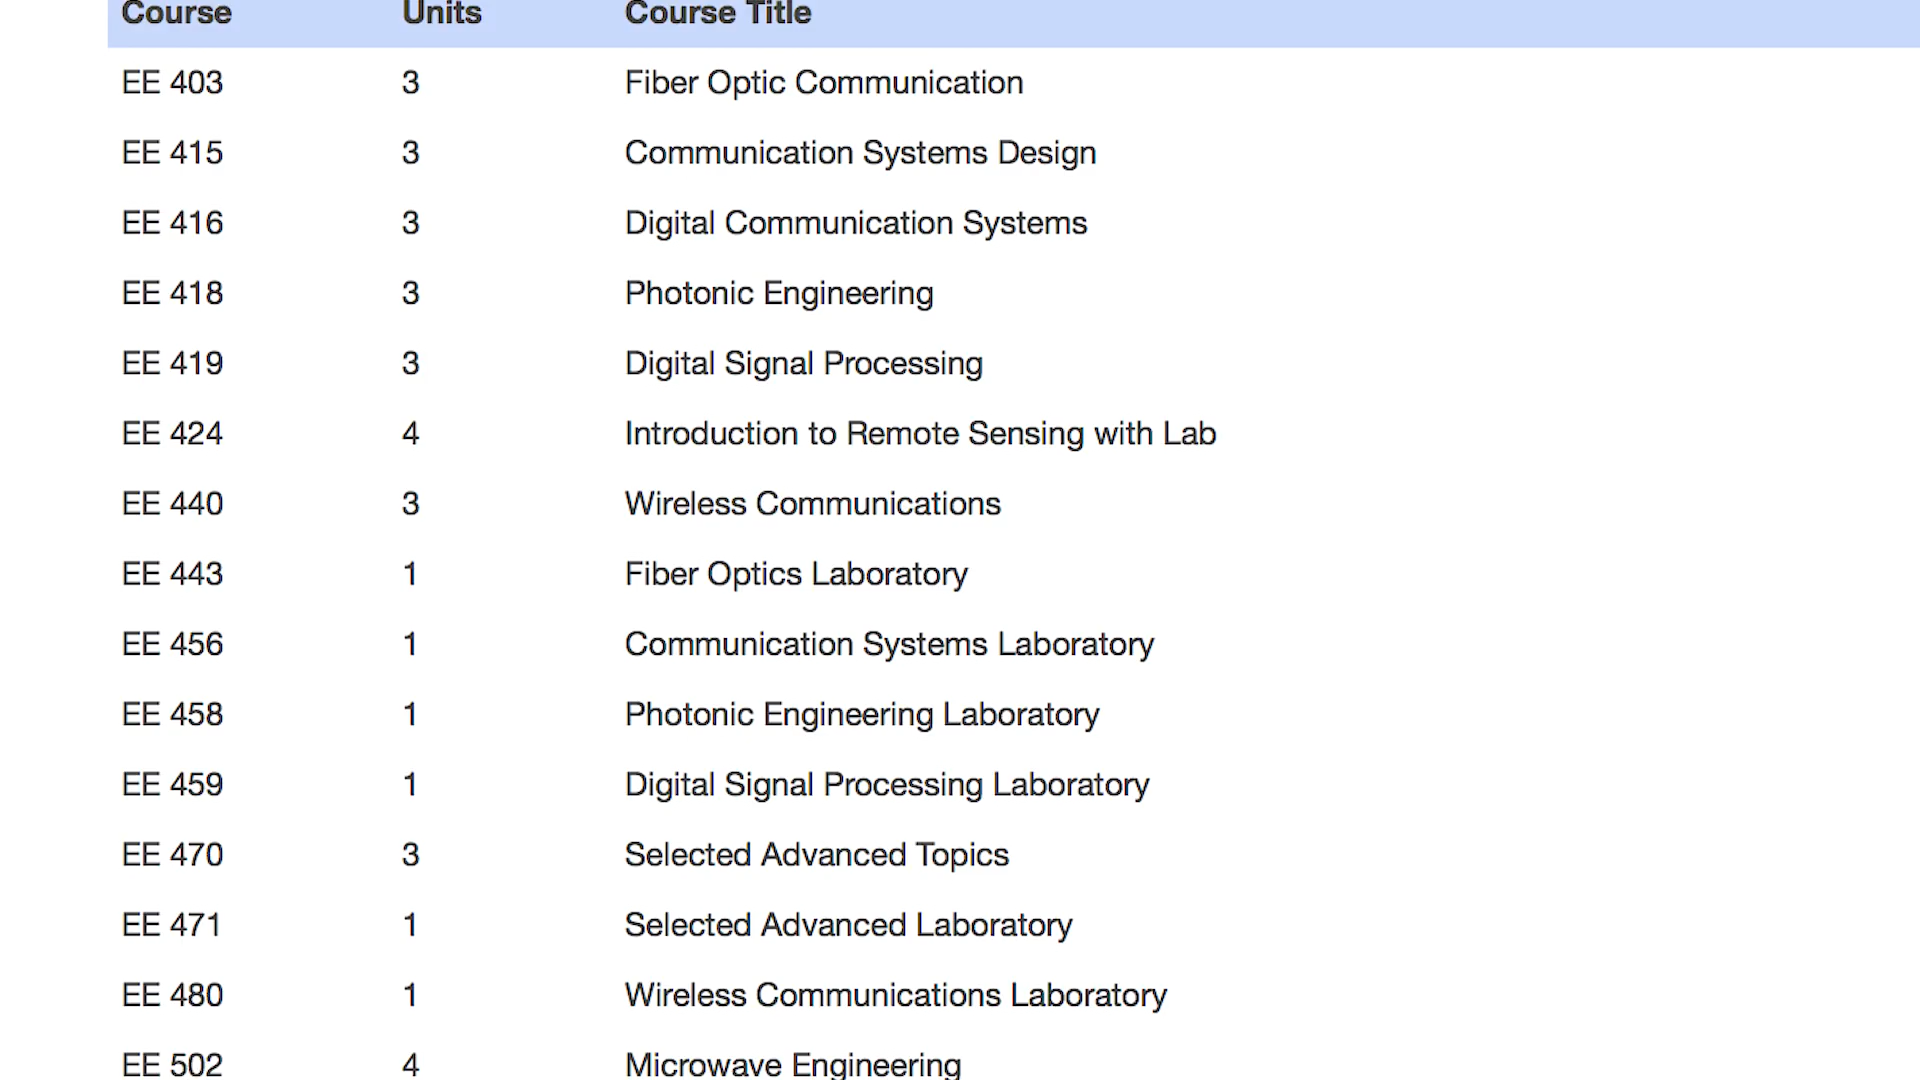 Course Units Course Title
EE 403 3 Fiber Optic Communication
EE 415 3 Communication Systems Design
EE 416 3 Digital Communication Systems
EE 418 3 Photonic Engineering
EE 419 3 Digital Signal Processing
EE 424 4 Introduction to Remote Sensing with Lab
EE 440 3 Wireless Communications
EE 443 1 Fiber Optics Laboratory
EE 456 1 Communication Systems Laboratory
EE 458 1 Photonic Engineering Laboratory
EE 459 1 Digital Signal Processing Laboratory
EE 470 3 Selected Advanced Topics
EE 471 1 Selected Advanced Laboratory
EE 480 1 Wireless Communications Laboratory
EE 502 4 Microwave Engineering